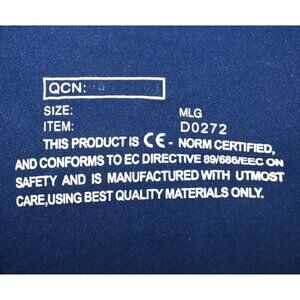 QCN:
SIZE: MLG
ITEM: D0272
THIS PRODUCT IS CE - NORM CERTIFIED,
AND CONFORMS TO EC DIRECTIVE 89/686/EEC ON
SAFETY AND IS MANUFACTURED WITH UTMOST
CARE,USING BEST QUALITY MATERIALS ONLY.